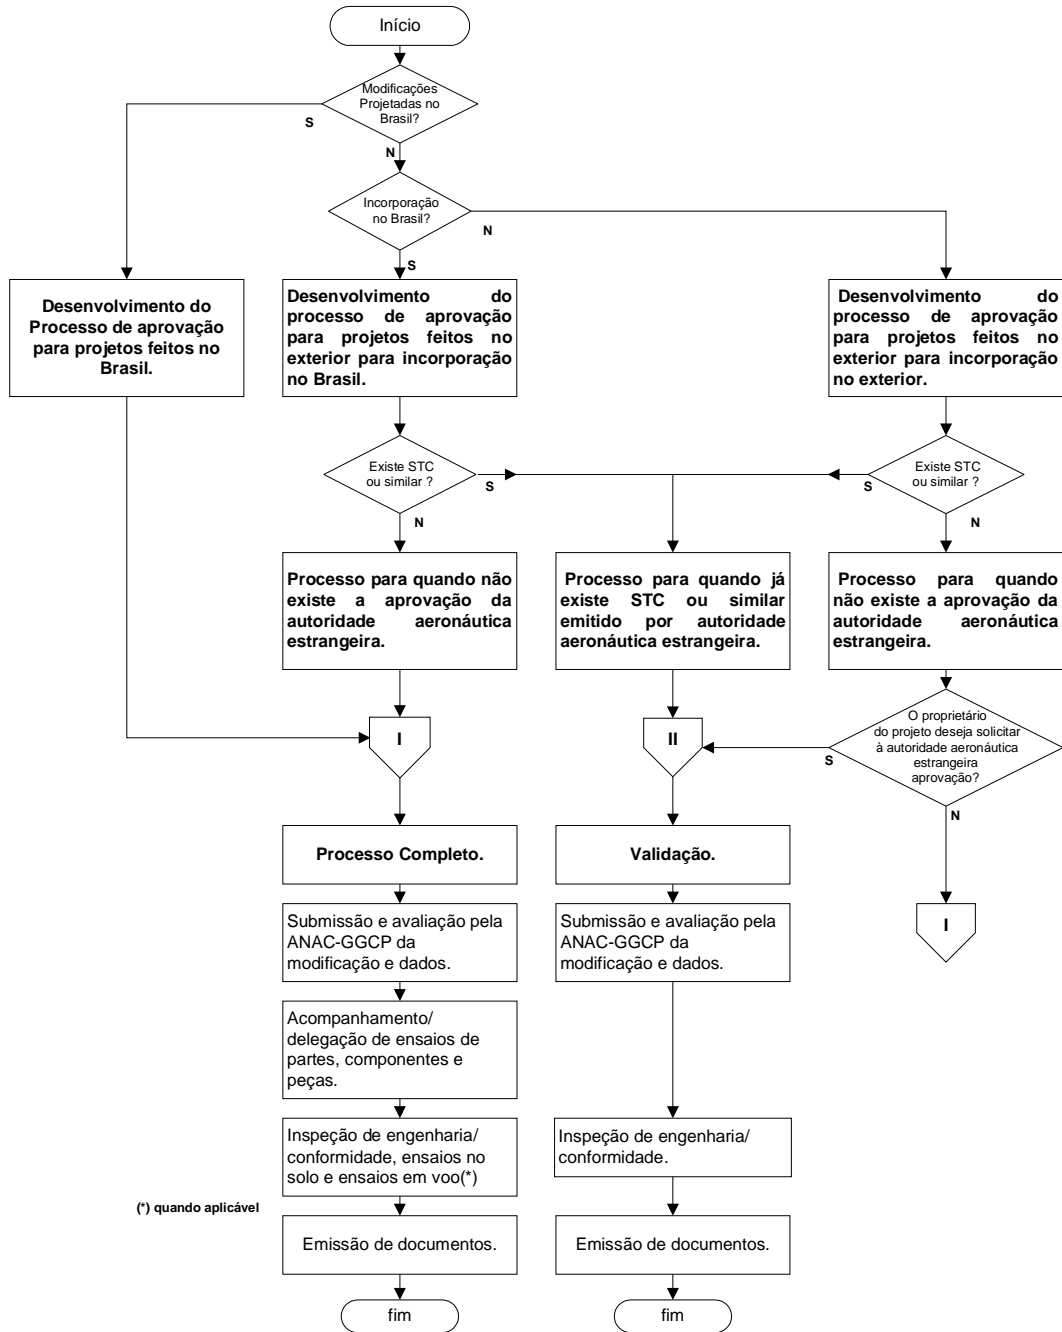 Início
Modificações
Projetadas no
Brasil?
S
N
Incorporação
no Brasil?
N
S
Desenvolvimento do
Processo de aprovação
para projetos feitos no
Brasil.
Desenvolvimento do
processo de aprovação
para projetos feitos no
exterior para incorporação
no Brasil.
Desenvolvimento do
processo de aprovação
para projetos feitos no
exterior para incorporação
no exterior.
Existe STC
ou similar ?
S
N
Existe STC
ou similar ?
S
N
Processo para quando não
existe a aprovação da
autoridade aeronáutica
estrangeira.
Processo para quando já
existe STC ou similar
emitido por autoridade
aeronáutica estrangeira.
Processo para quando
não existe a aprovação da
autoridade aeronáutica
estrangeira.
I
II
O proprietário
do projeto deseja solicitar
à autoridade aeronáutica
estrangeira
aprovação?
S
N
Processo Completo.
Validação.
I
Submissão e avaliação pela
ANAC-GGCP da
modificação e dados.
Submissão e avaliação pela
ANAC-GGCP da
modificação e dados.
Acompanhamento/
delegação de ensaios de
partes, componentes e
peças.
Inspeção de engenharia/
conformidade, ensaios no
solo e ensaios em voo(*)
Inspeção de engenharia/
conformidade.
(*) quando aplicável
Emissão de documentos.
Emissão de documentos.
fim
fim